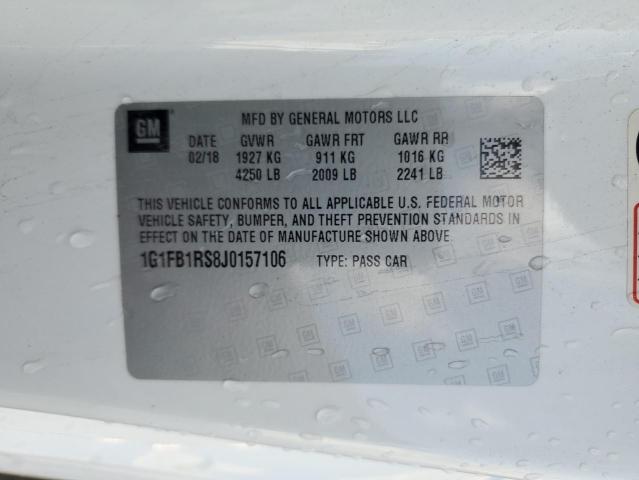 GM
MFD BY GENERAL MOTORS LLC
DATE GVWR GAWR FRT GAWR RR
02/18 1927 KG 911 KG 1016 KG
4250 LB 2009 LB 2241 LB
THIS VEHICLE CONFORMS TO ALL APPLICABLE U.S. FEDERAL MOTOR
VEHICLE SAFETY, BUMPER, AND THEFT PREVENTION STANDARDS IN
EFFECT ON THE DATE OF MANUFACTURE SHOWN ABOVE.
1G1FB1RS8J0157106 TYPE: PASS CAR